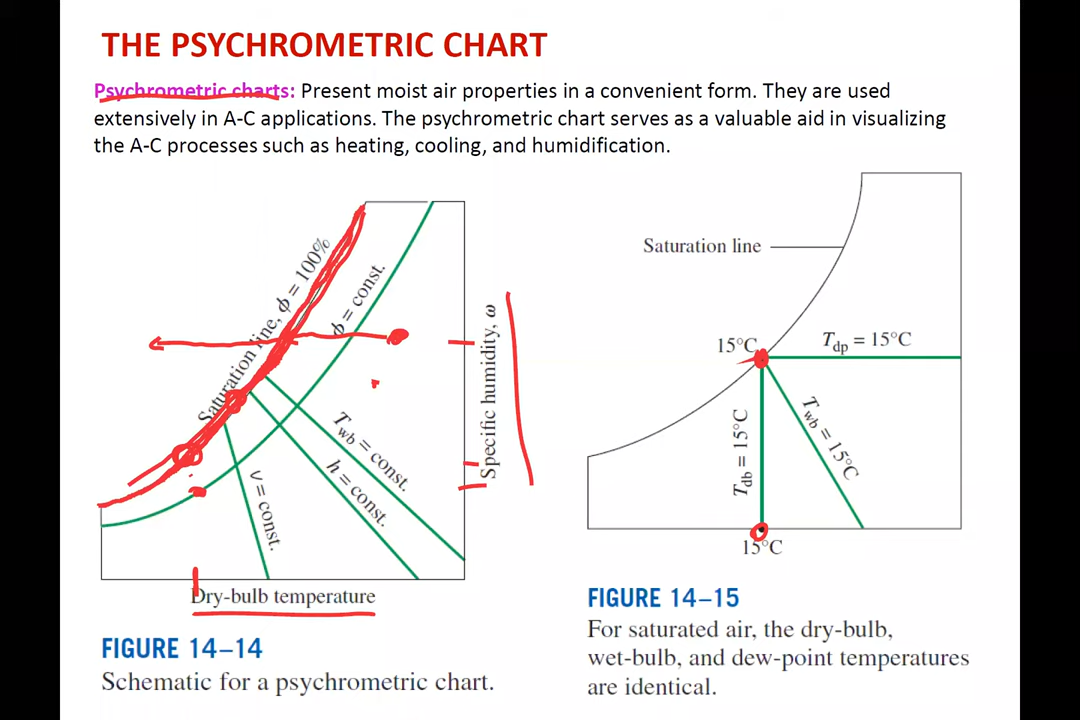 THE PSYCHROMETRIC CHART
Psychrometric charts: Present moist air properties in a convenient form. They are used
extensively in A-C applications. The psychrometric chart serves as a valuable aid in visualizing
the A-C processes such as heating, cooling, and humidification.
Saturation line, ϕ = 100%
ϕ = const.
Specific humidity, ω
T_wb = const.
h = const.
v = const.
Dry-bulb temperature
FIGURE 14–14
Schematic for a psychrometric chart.
Saturation line
15°C
T_dp = 15°C
T_wb = 15°C
T_db = 15°C
15°C
FIGURE 14–15
For saturated air, the dry-bulb,
wet-bulb, and dew-point temperatures
are identical.